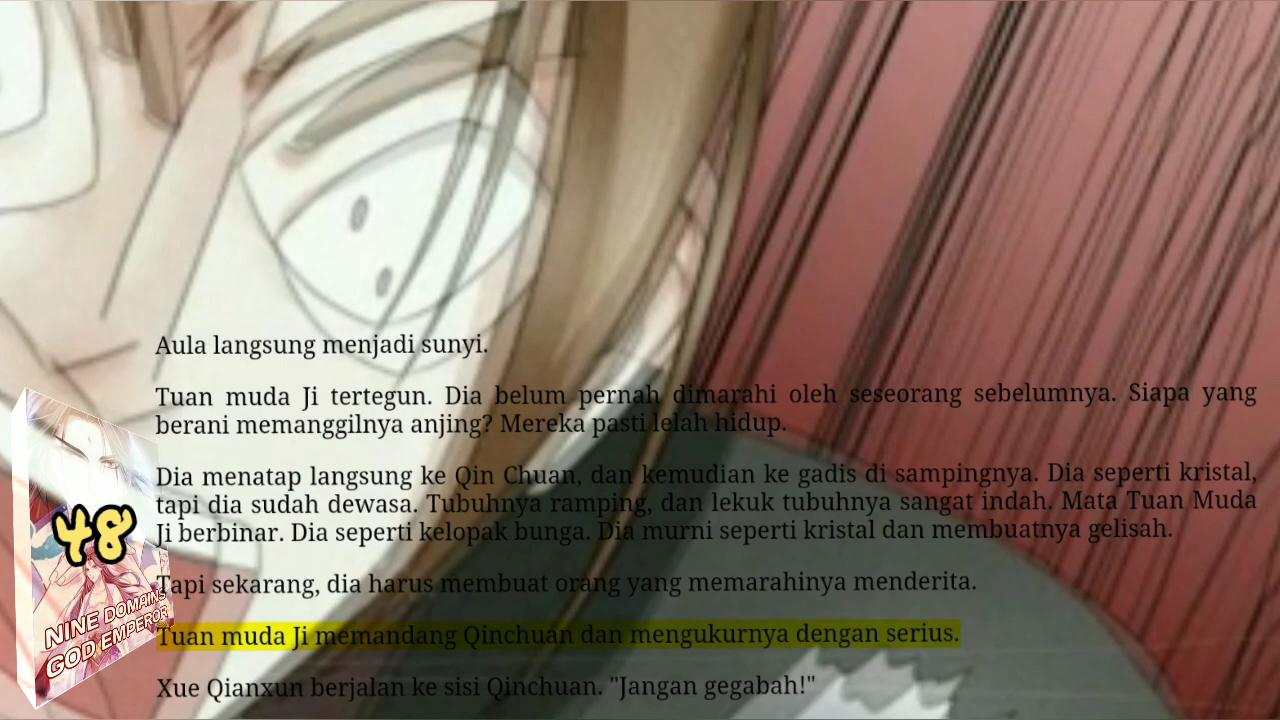 Aula langsung menjadi sunyi.
Tuan muda Ji tertegun. Dia belum pernah dimarahi oleh seseorang sebelumnya. Siapa yang
berani memanggilnya anjing? Mereka pasti lelah hidup.
Dia menatap langsung ke Qin Chuan, dan kemudian ke gadis di sampingnya. Dia seperti kristal,
tapi dia sudah dewasa. Tubuhnya ramping, dan lekuk tubuhnya sangat indah. Mata Tuan Muda
Ji berbinar. Dia seperti kelopak bunga. Dia murni seperti kristal dan membuatnya gelisah.
Tapi sekarang, dia harus membuat orang yang memarahinya menderita.
Tuan muda Ji memandang Qinchuan dan mengukurnya dengan serius.
Xue Qianxun berjalan ke sisi Qinchuan. "Jangan gegabah!"
48
NINE DOMAINS
GOD EMPEROR